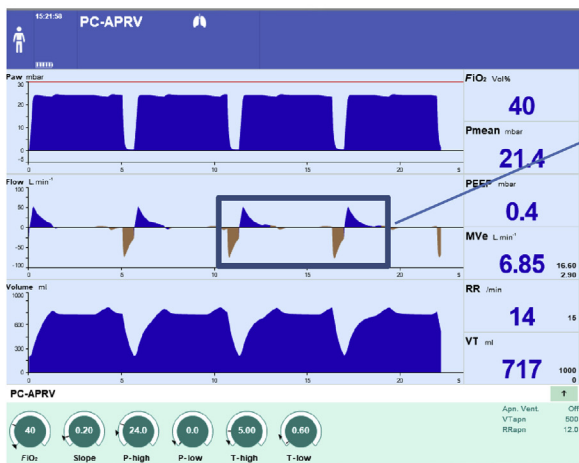 15:21:58
PC-APRV
Paw mbar
30
20
10
0
-5
0
5
10
15
20
s
FiO₂ Vol%
40
Pmean mbar
21.4
Flow L.min⁻¹
100
50
0
-50
-100
0
5
10
15
20
s
PEEP mbar
0.4
MVe L.min⁻¹
6.85
16.60
2.90
Volume ml
1000
600
300
0
0
5
10
15
20
s
RR /min
14
15
VT ml
717
1000
0
PC-APRV
40
0.20
24.0
0.0
5.00
0.60
FiO₂
Slope
P-high
P-low
T-high
T-low
Apn. Vent. Off
VTapn 500
RRapn 12.0